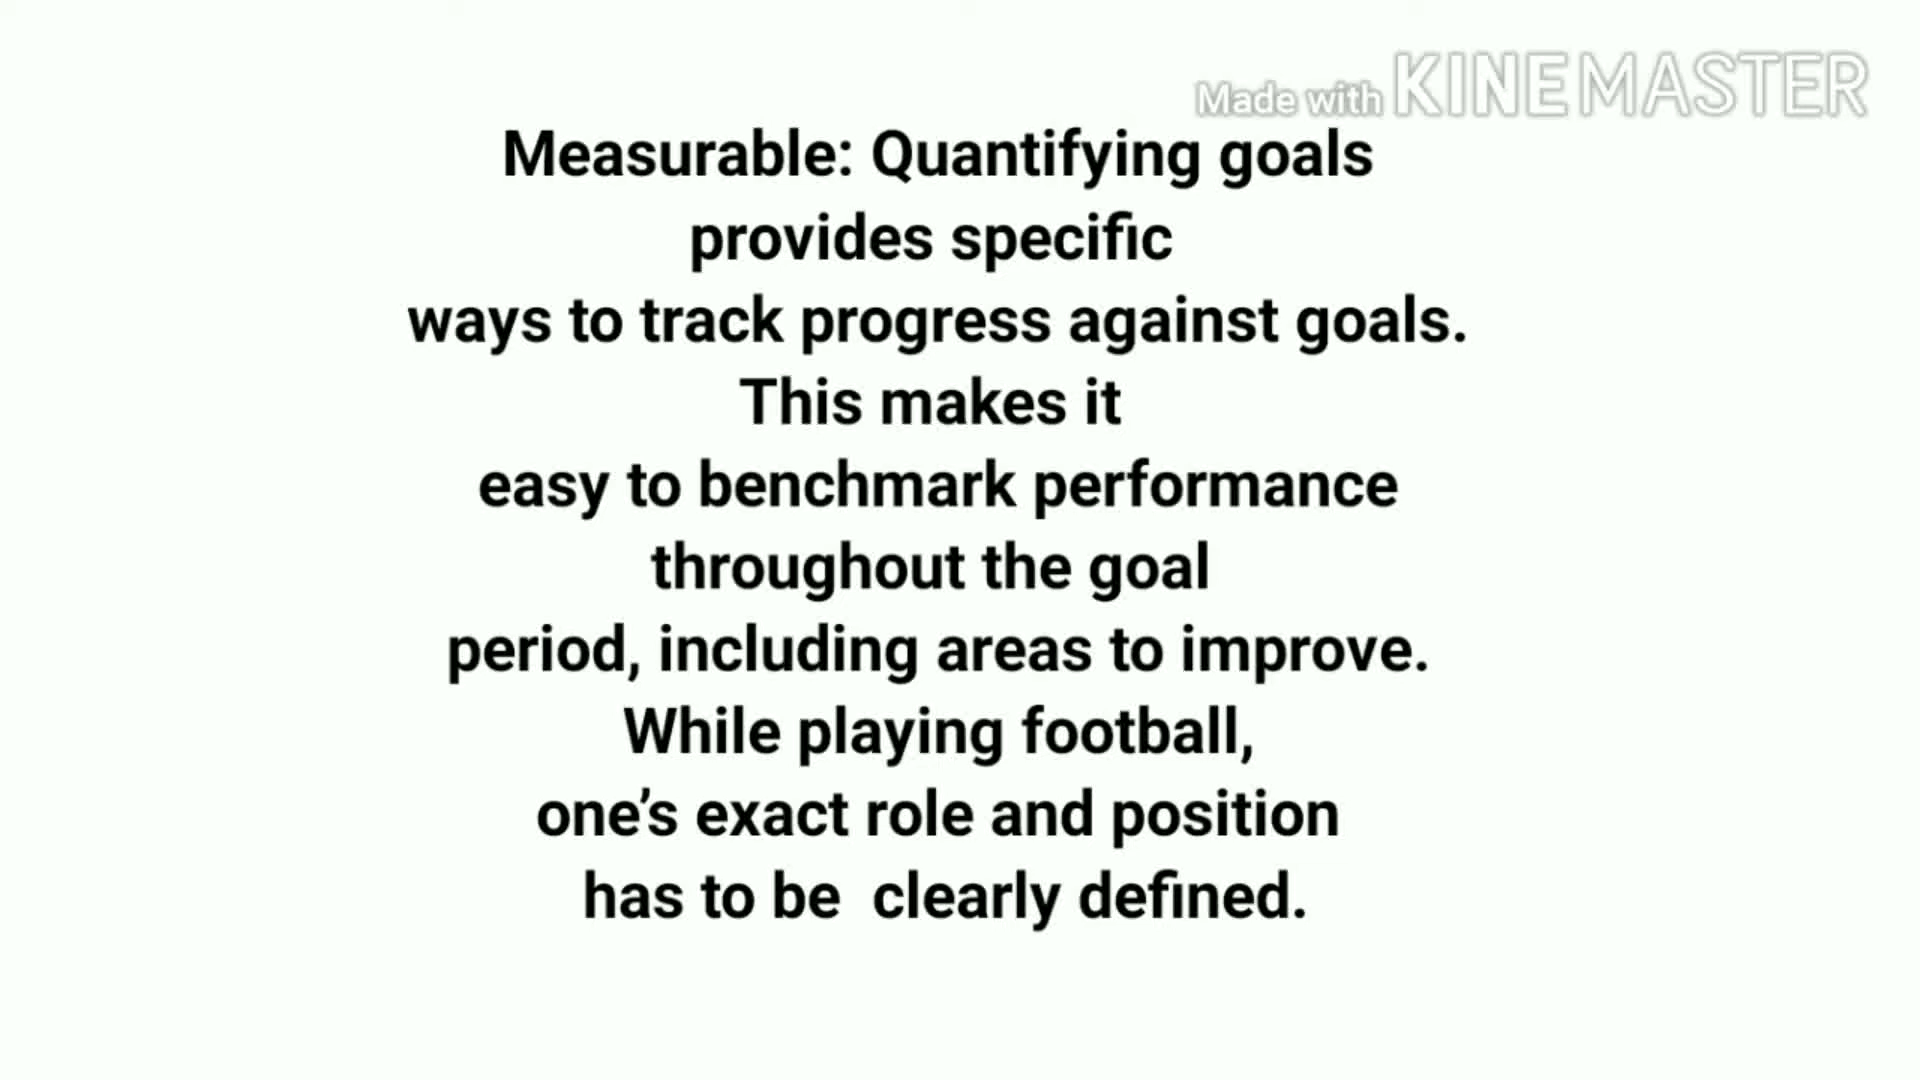 Made with KINEMASTER
Measurable: Quantifying goals
provides specific
ways to track progress against goals.
This makes it
easy to benchmark performance
throughout the goal
period, including areas to improve.
While playing football,
one’s exact role and position
has to be  clearly defined.